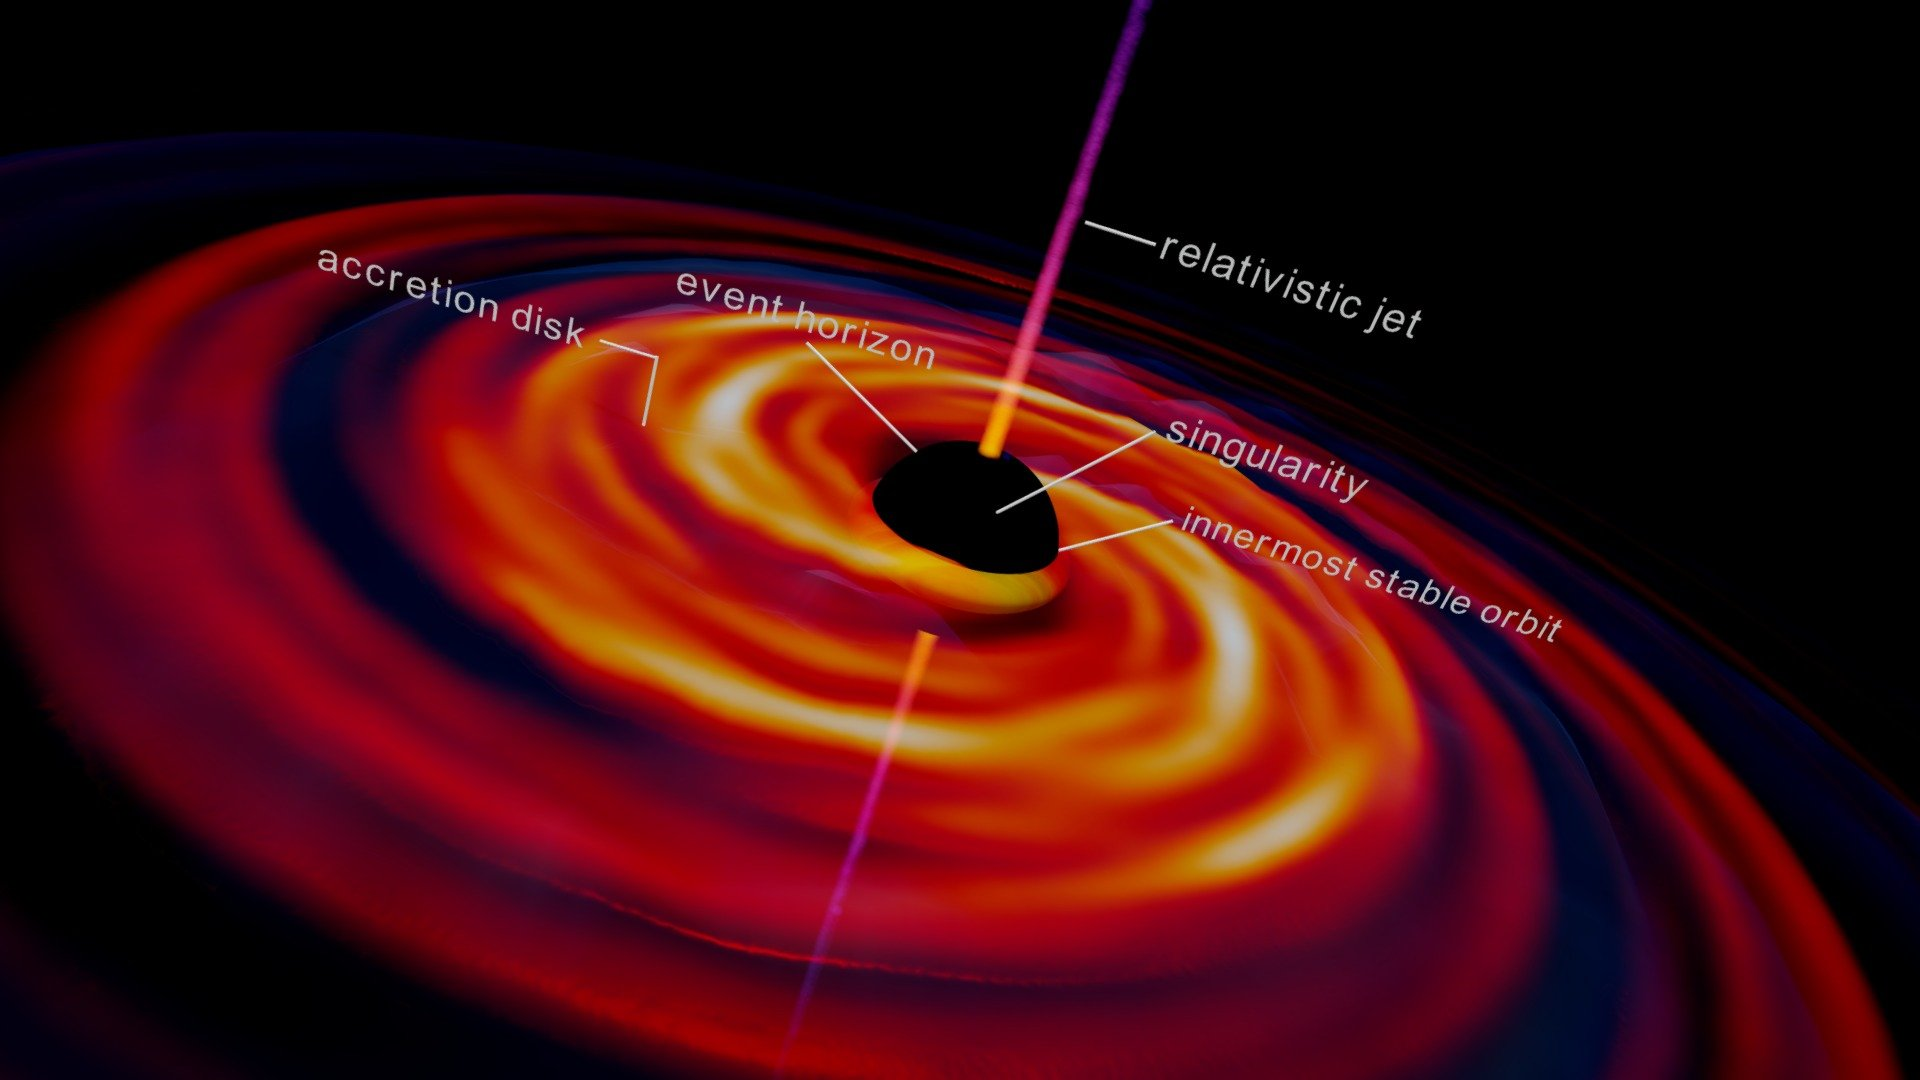 relativistic jet
accretion disk
event horizon
singularity
innermost stable orbit